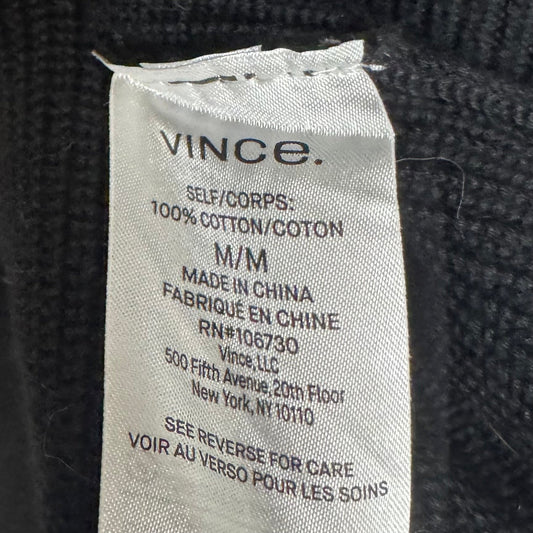 VINCE.
SELF/CORPS:
100% COTTON/COTON
M/M
MADE IN CHINA
FABRIQUÉ EN CHINE
RN#106730
Vince, LLC
500 Fifth Avenue, 20th Floor
New York, NY 10110
SEE REVERSE FOR CARE
VOIR AU VERSO POUR LES SOINS